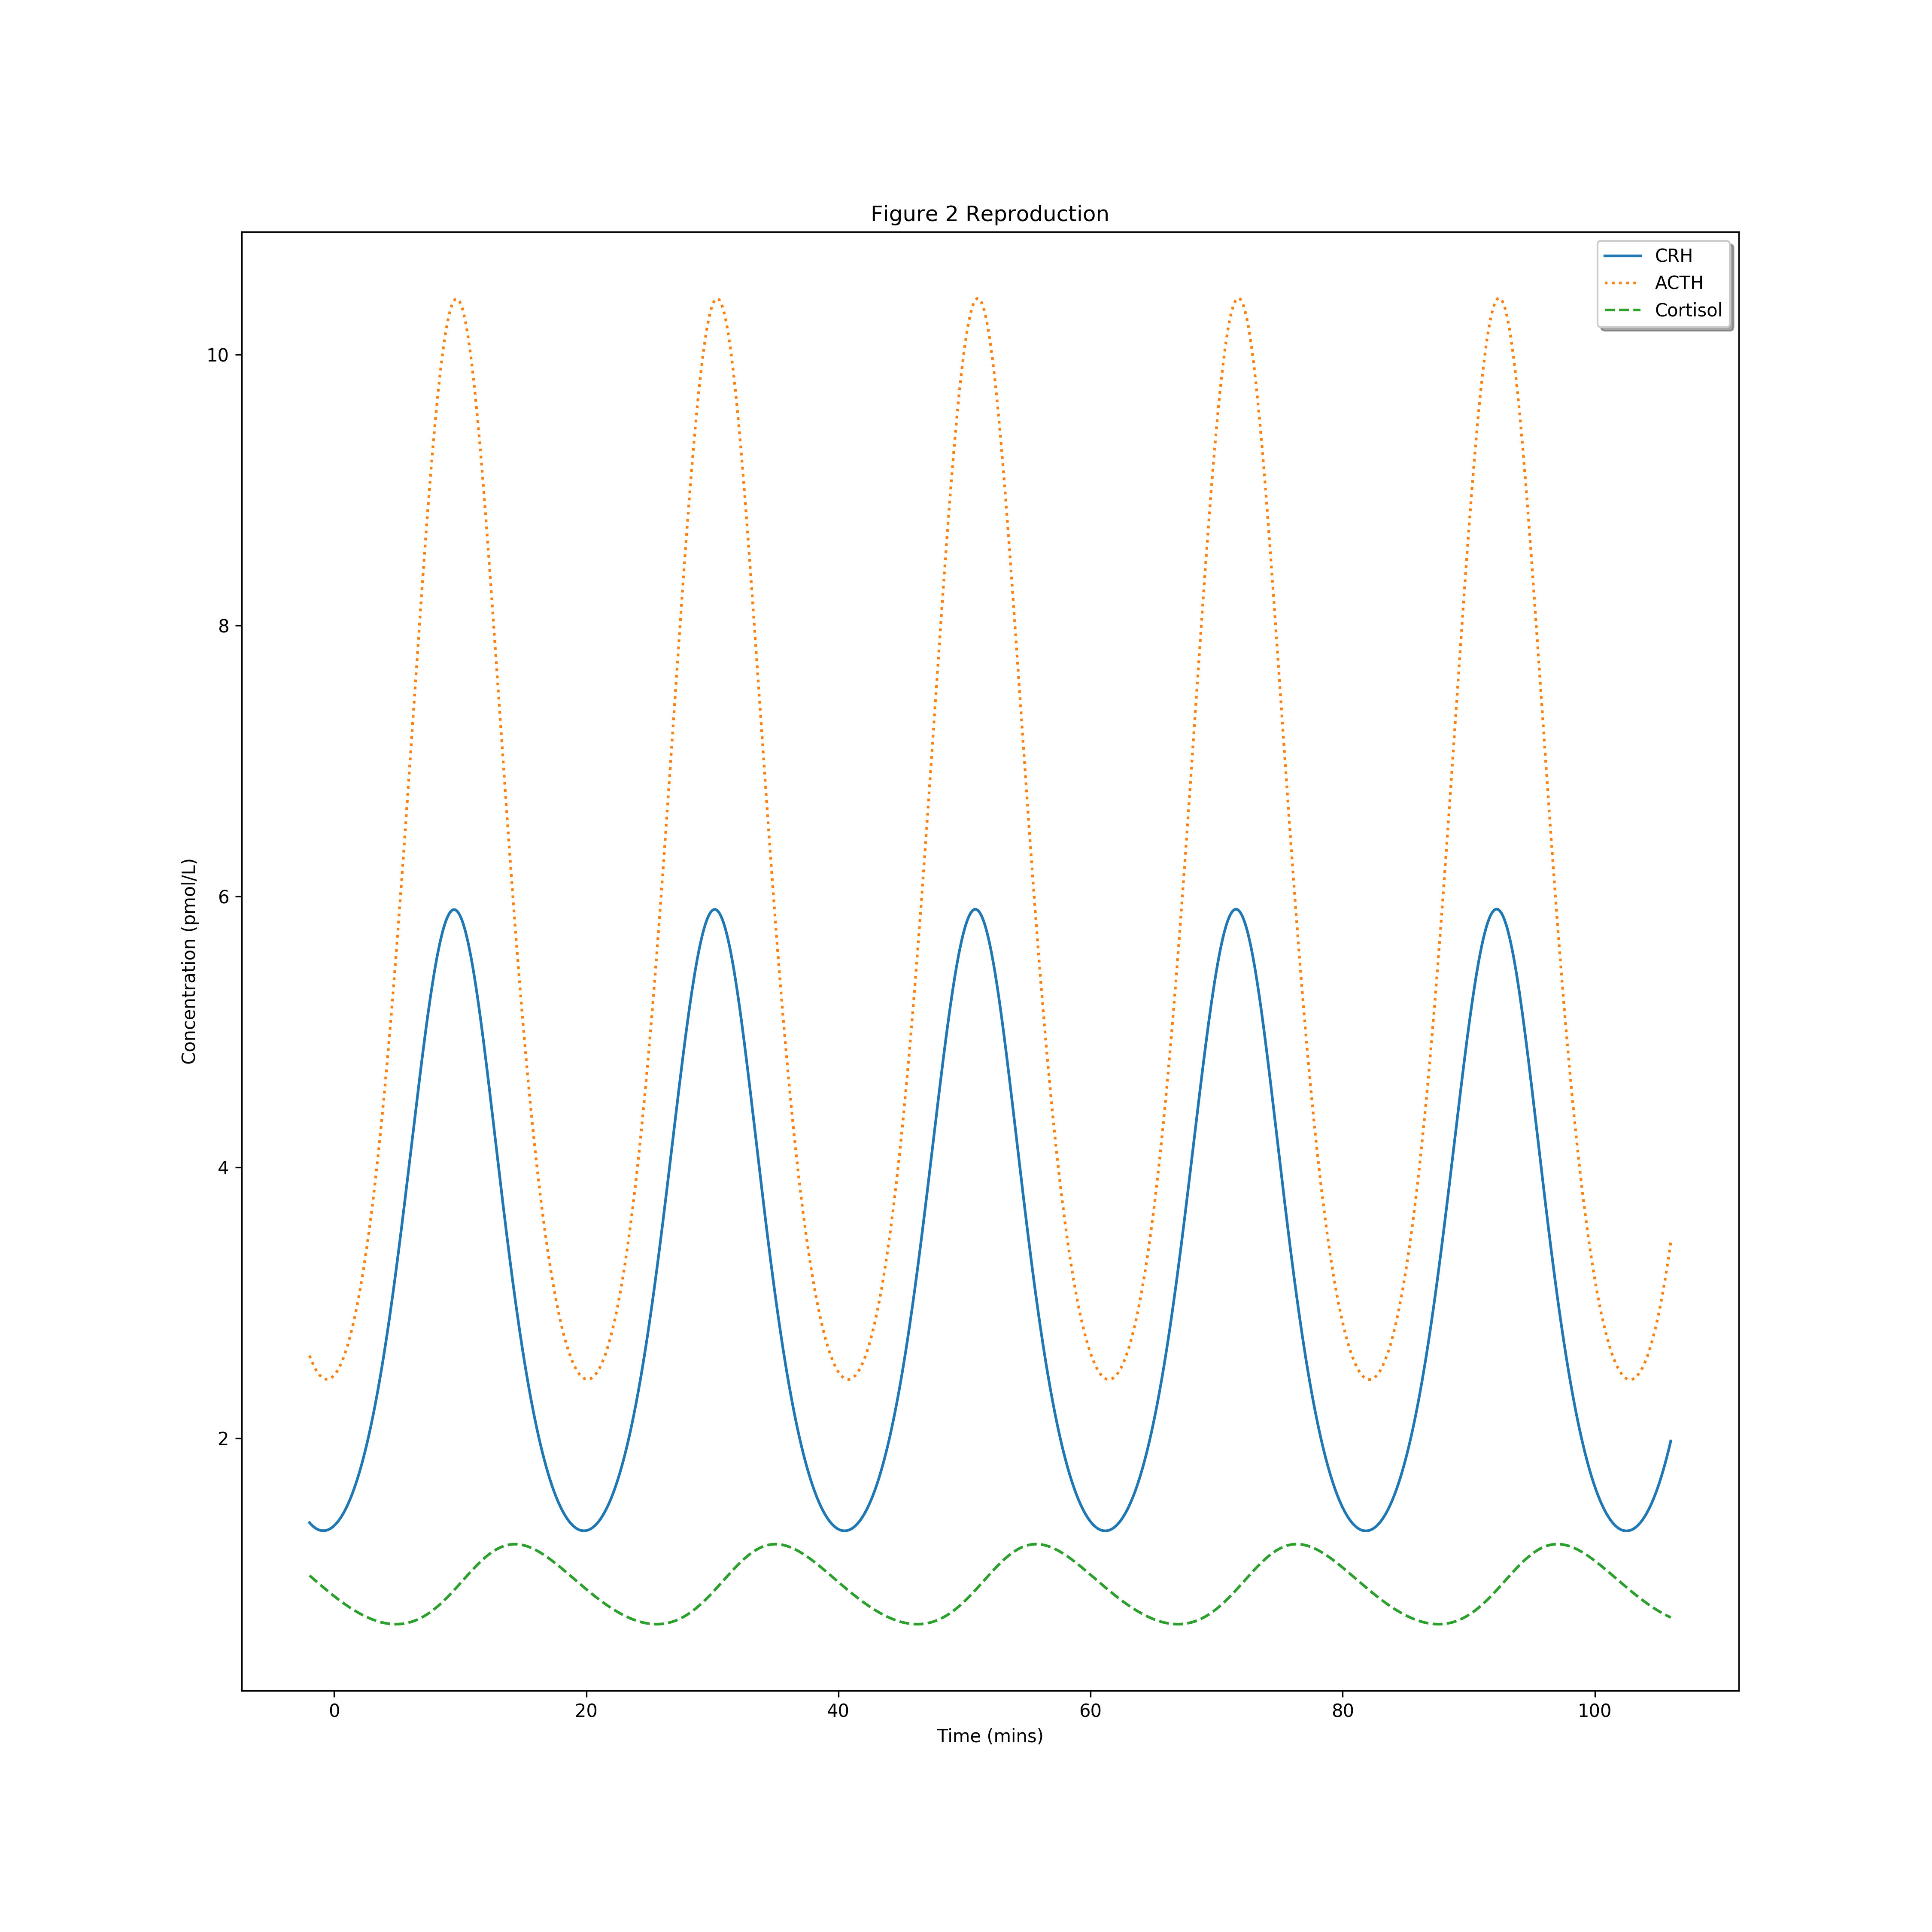 Figure 2 Reproduction
CRH
ACTH
Cortisol
10
8
6
4
2
Concentration (pmol/L)
0 20 40 60 80 100
Time (mins)